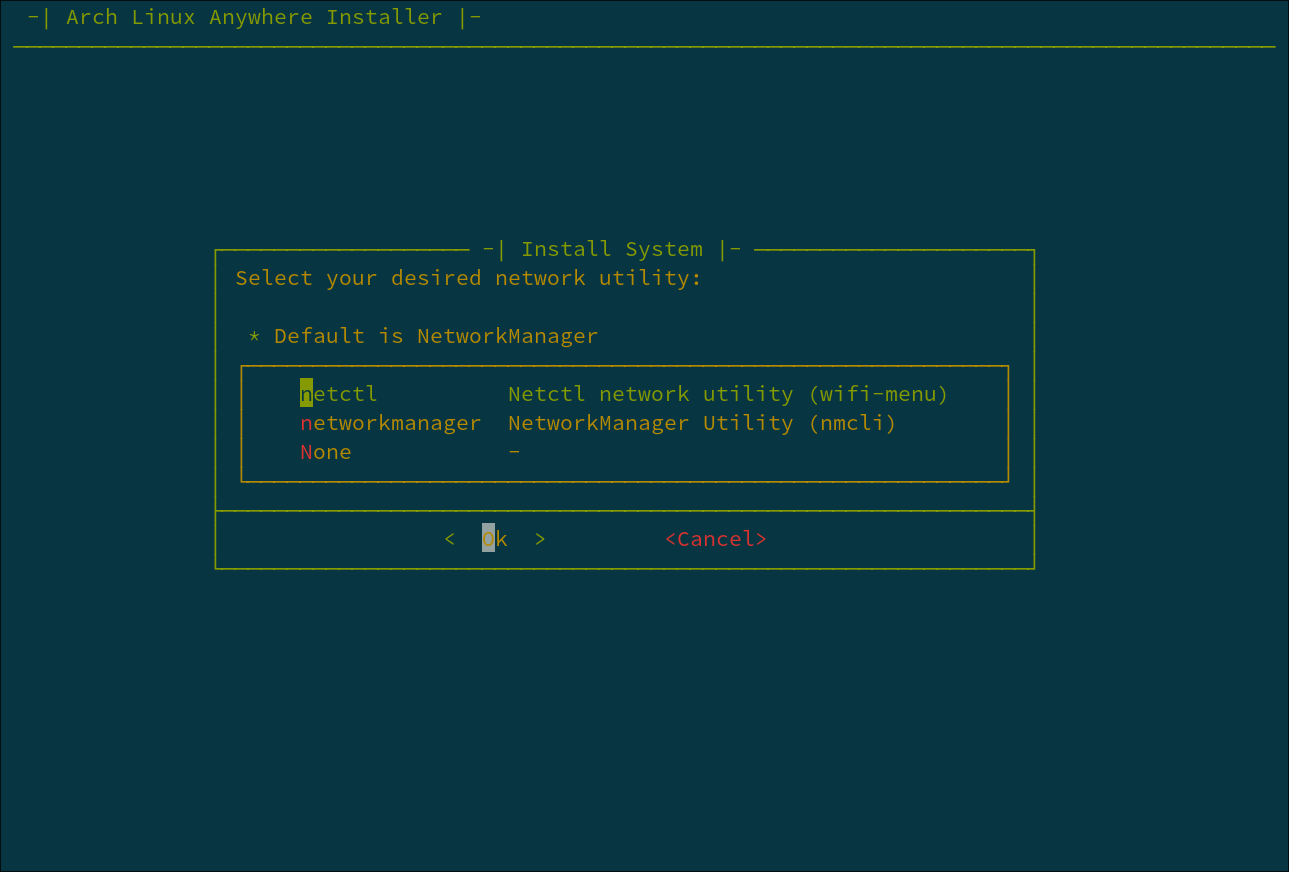 -| Arch Linux Anywhere Installer |-
-| Install System |-
Select your desired network utility:
* Default is NetworkManager
netctl Netctl network utility (wifi-menu)
networkmanager NetworkManager Utility (nmcli)
None -
< Ok > <Cancel>